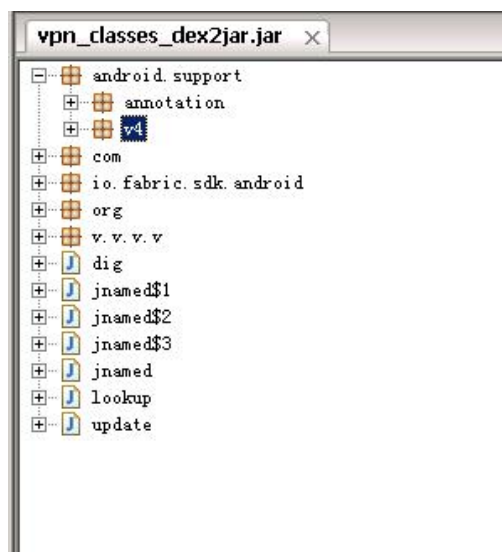 vpn_classes_dex2jar.jar
android.support
annotation
v4
com
io.fabric.sdk.android
org
v.v.v.v
dig
jnamed$1
jnamed$2
jnamed$3
jnamed
lookup
update